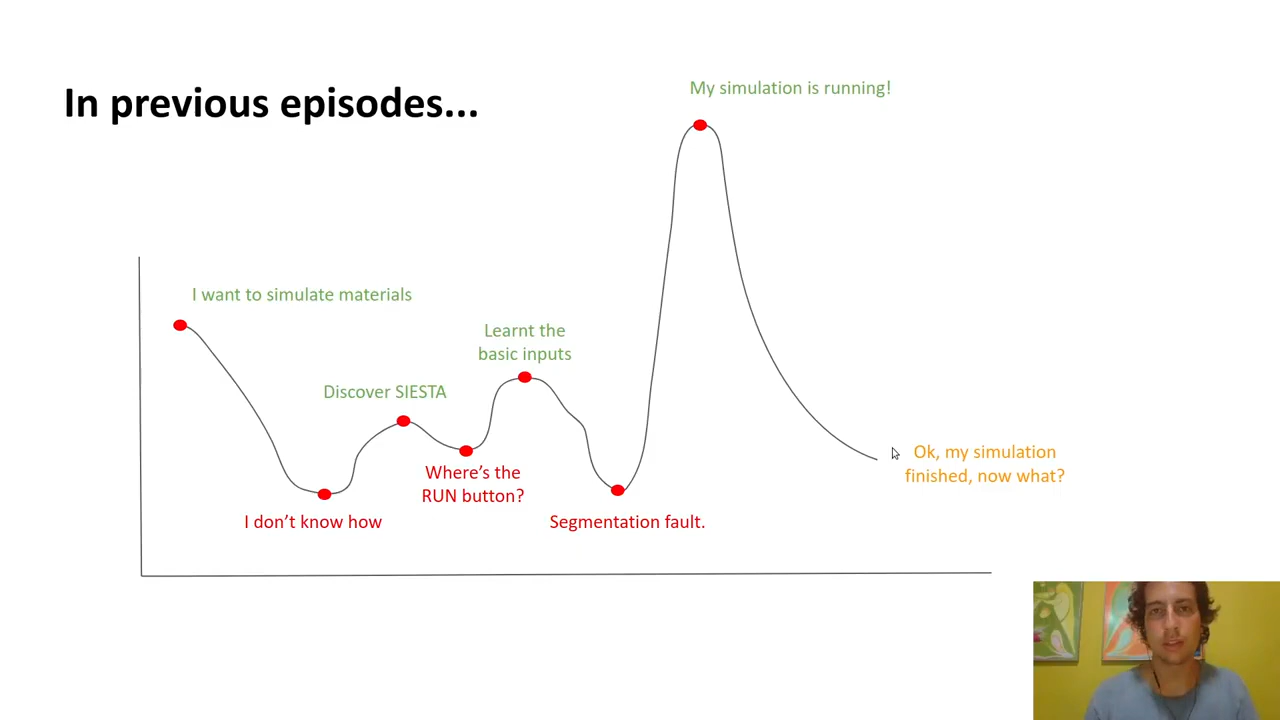 In previous episodes...
My simulation is running!
I want to simulate materials
Learnt the
basic inputs
Discover SIESTA
Where’s the
RUN button?
I don’t know how
Segmentation fault.
Ok, my simulation
finished, now what?